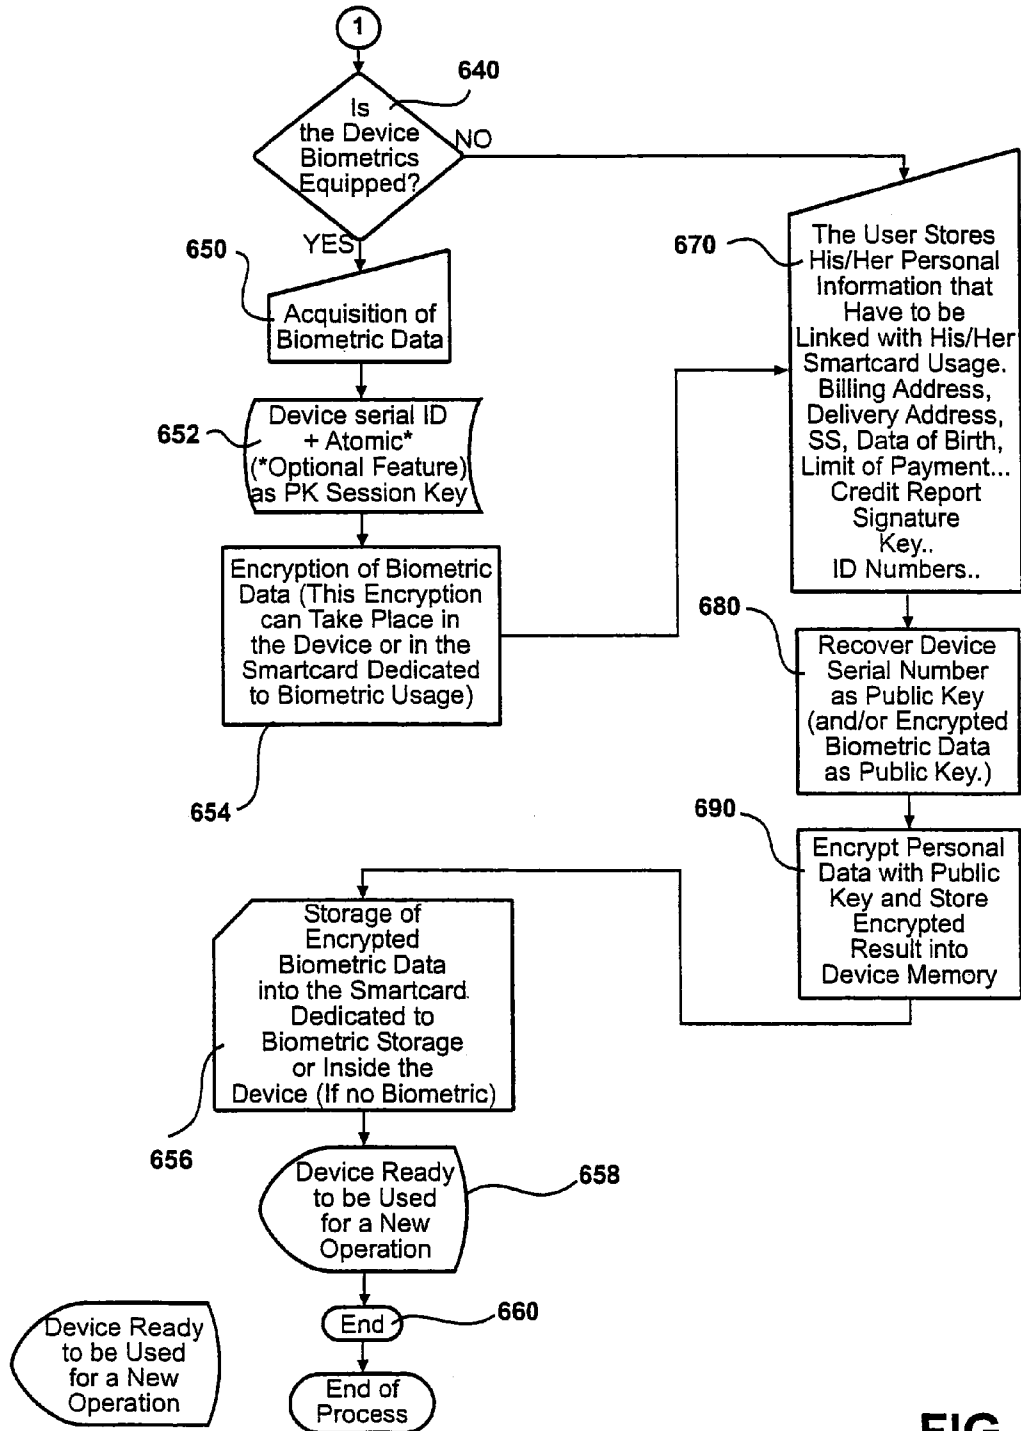 1
640
Is
the Device
Biometrics
Equipped?
NO
YES
650
Acquisition of
Biometric Data
652
Device serial ID
+ Atomic*
(*Optional Feature)
as PK Session Key
Encryption of Biometric
Data (This Encryption
can Take Place in
the Device or in the
Smartcard Dedicated
to Biometric Usage)
654
670
The User Stores
His/Her Personal
Information that
Have to be
Linked with His/Her
Smartcard Usage.
Billing Address,
Delivery Address,
SS, Data of Birth,
Limit of Payment...
Credit Report
Signature
Key..
ID Numbers..
680
Recover Device
Serial Number
as Public Key
(and/or Encrypted
Biometric Data
as Public Key.)
690
Encrypt Personal
Data with Public
Key and Store
Encrypted
Result into
Device Memory
Storage of
Encrypted
Biometric Data
into the Smartcard
Dedicated to
Biometric Storage
or Inside the
Device (If no Biometric)
656
Device Ready
to be Used
for a New
Operation
658
End
660
End of
Process
Device Ready
to be Used
for a New
Operation
FIG